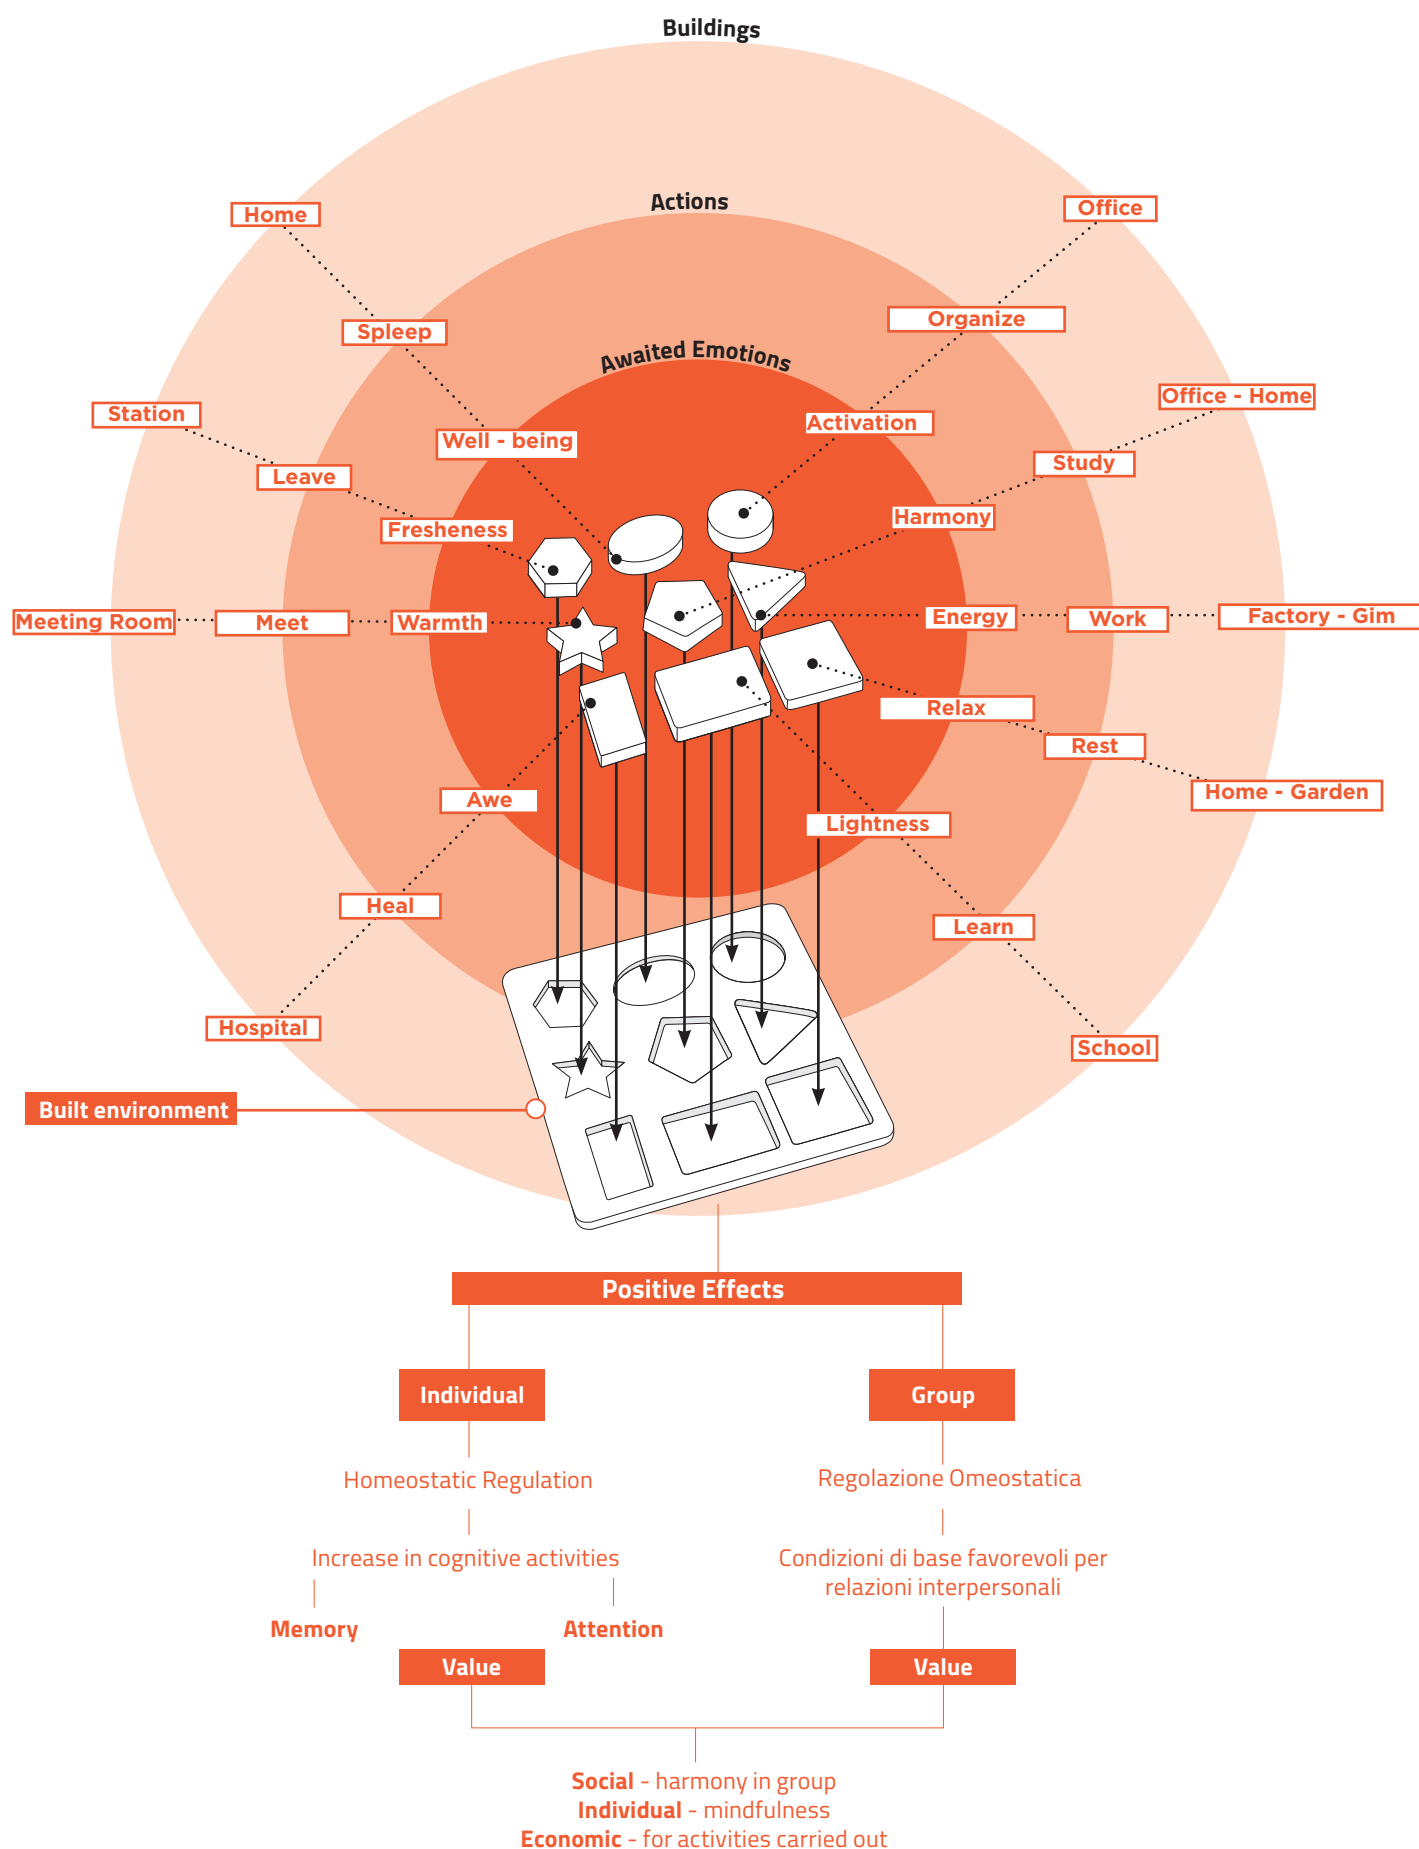 Buildings
Actions
Awaited Emotions
Home
Office
Spleep
Organize
Office - Home
Station
Activation
Well - being
Study
Leave
Harmony
Fresheness
Meeting Room
Meet
Warmth
Energy
Work
Factory - Gim
Relax
Rest
Home - Garden
Awe
Lightness
Heal
Learn
Hospital
School
Built environment
Positive Effects
Individual
Group
Homeostatic Regulation
Regolazione Omeostatica
Increase in cognitive activities
Condizioni di base favorevoli per
relazioni interpersonali
Memory
Attention
Value
Value
Social - harmony in group
Individual - mindfulness
Economic - for activities carried out